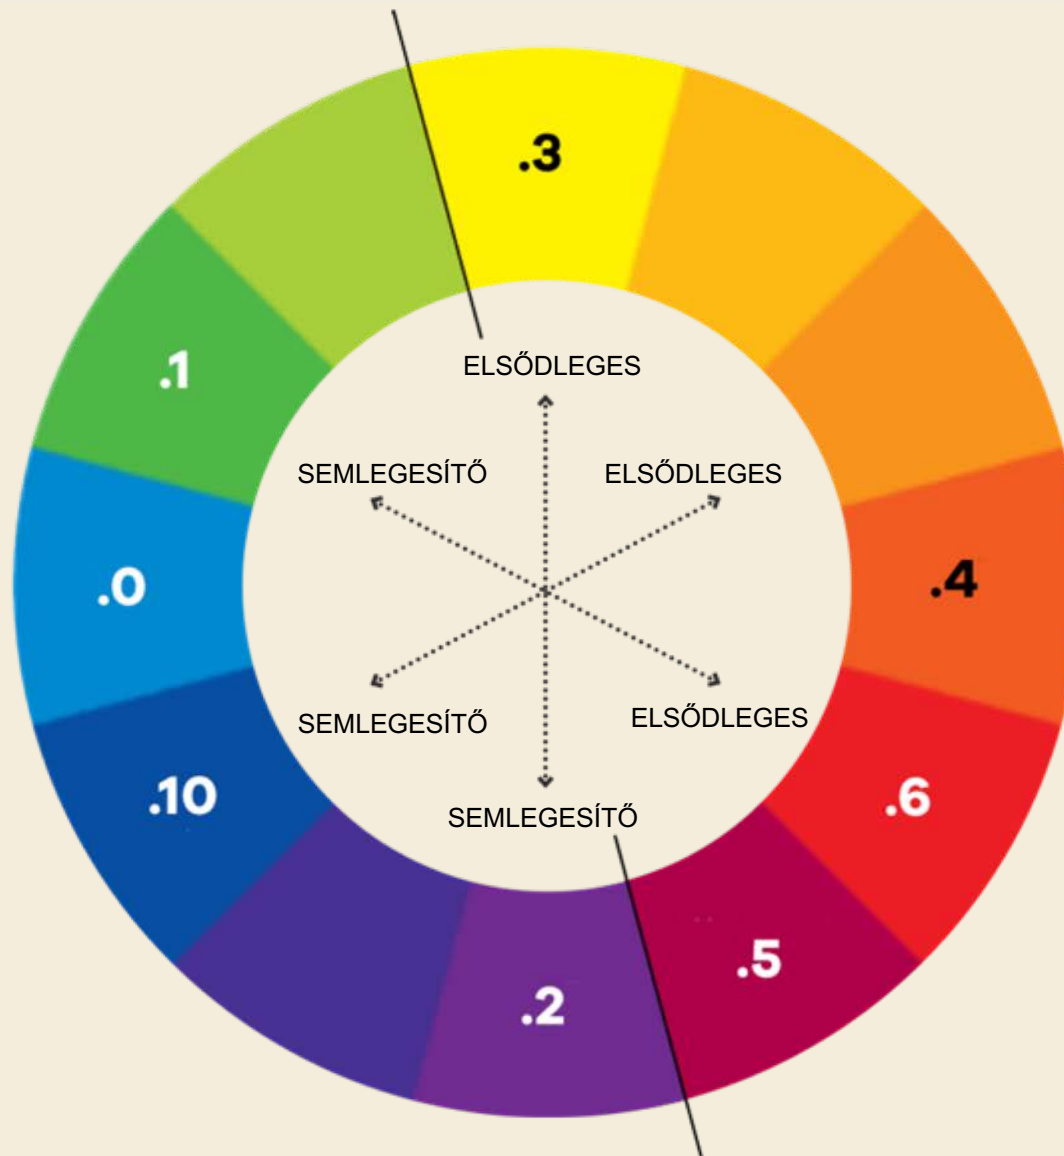 .3
.1
ELSŐDLEGES
SEMLEGESÍTŐ
ELSŐDLEGES
.0
.4
SEMLEGESÍTŐ
ELSŐDLEGES
.10
.6
SEMLEGESÍTŐ
.5
.2